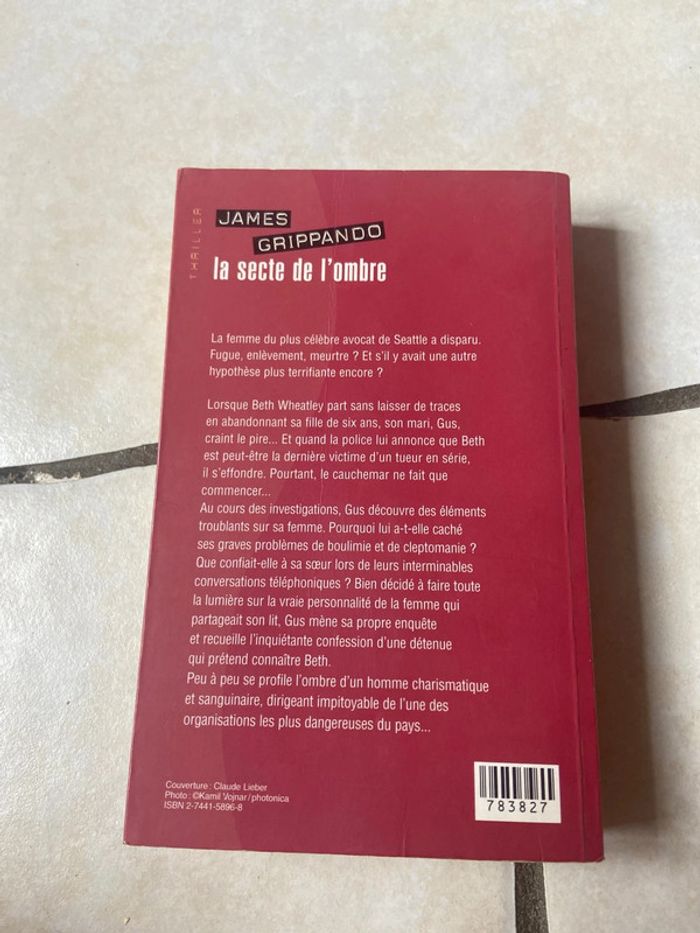 THRILLER
JAMES
GRIPPANDO
la secte de l'ombre
La femme du plus célèbre avocat de Seattle a disparu.
Fugue, enlèvement, meurtre ? Et s'il y avait une autre
hypothèse plus terrifiante encore ?
Lorsque Beth Wheatley part sans laisser de traces
en abandonnant sa fille de six ans, son mari, Gus,
craint le pire... Et quand la police lui annonce que Beth
est peut-être la dernière victime d'un tueur en série,
il s'effondre. Pourtant, le cauchemar ne fait que
commencer...
Au cours des investigations, Gus découvre des éléments
troublants sur sa femme. Pourquoi lui a-t-elle caché
ses graves problèmes de boulimie et de cleptomanie ?
Que confiait-elle à sa sœur lors de leurs interminables
conversations téléphoniques ? Bien décidé à faire toute
la lumière sur la vraie personnalité de la femme qui
partageait son lit, Gus mène sa propre enquête
et recueille l'inquiétante confession d'une détenue
qui prétend connaître Beth.
Peu à peu se profile l'ombre d'un homme charismatique
et sanguinaire, dirigeant impitoyable de l'une des
organisations les plus dangereuses du pays...
Couverture : Claude Lieber
Photo : ©Kamil Vojnar/photonica
ISBN 2-7441-5896-8
783827